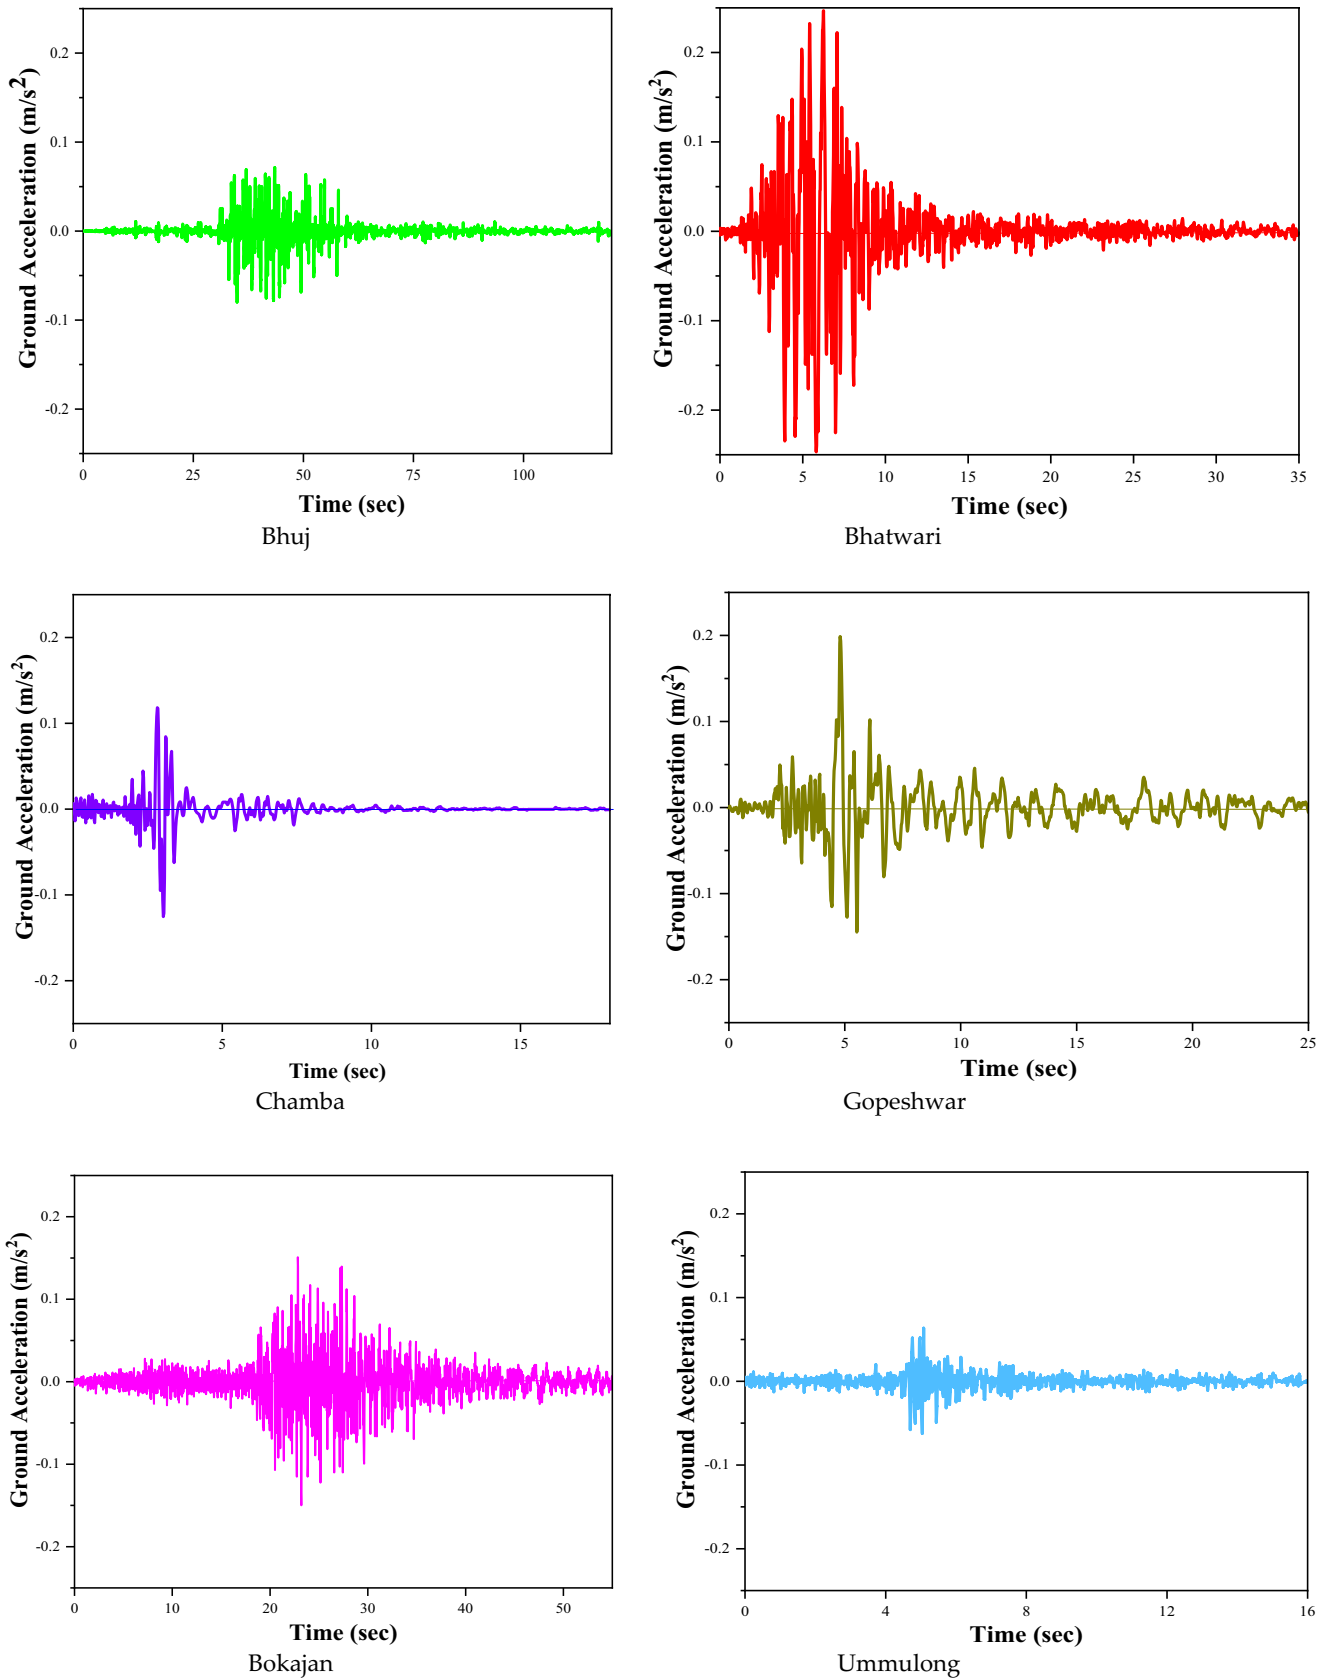 Ground Acceleration (m/s²)
0.2
0.1
0.0
-0.1
-0.2
0 25 50 75 100
Time (sec)
Bhuj
Ground Acceleration (m/s²)
0.2
0.1
0.0
-0.1
-0.2
0 5 10 15 20 25 30 35
Time (sec)
Bhatwari
Ground Acceleration (m/s²)
0.2
0.1
0.0
-0.1
-0.2
0 5 10 15
Time (sec)
Chamba
Ground Acceleration (m/s²)
0.2
0.1
0.0
-0.1
-0.2
0 5 10 15 20 25
Time (sec)
Gopeshwar
Ground Acceleration (m/s²)
0.2
0.1
0.0
-0.1
-0.2
0 10 20 30 40 50
Time (sec)
Bokajan
Ground Acceleration (m/s²)
0.2
0.1
0.0
-0.1
-0.2
0 4 8 12 16
Time (sec)
Ummulong